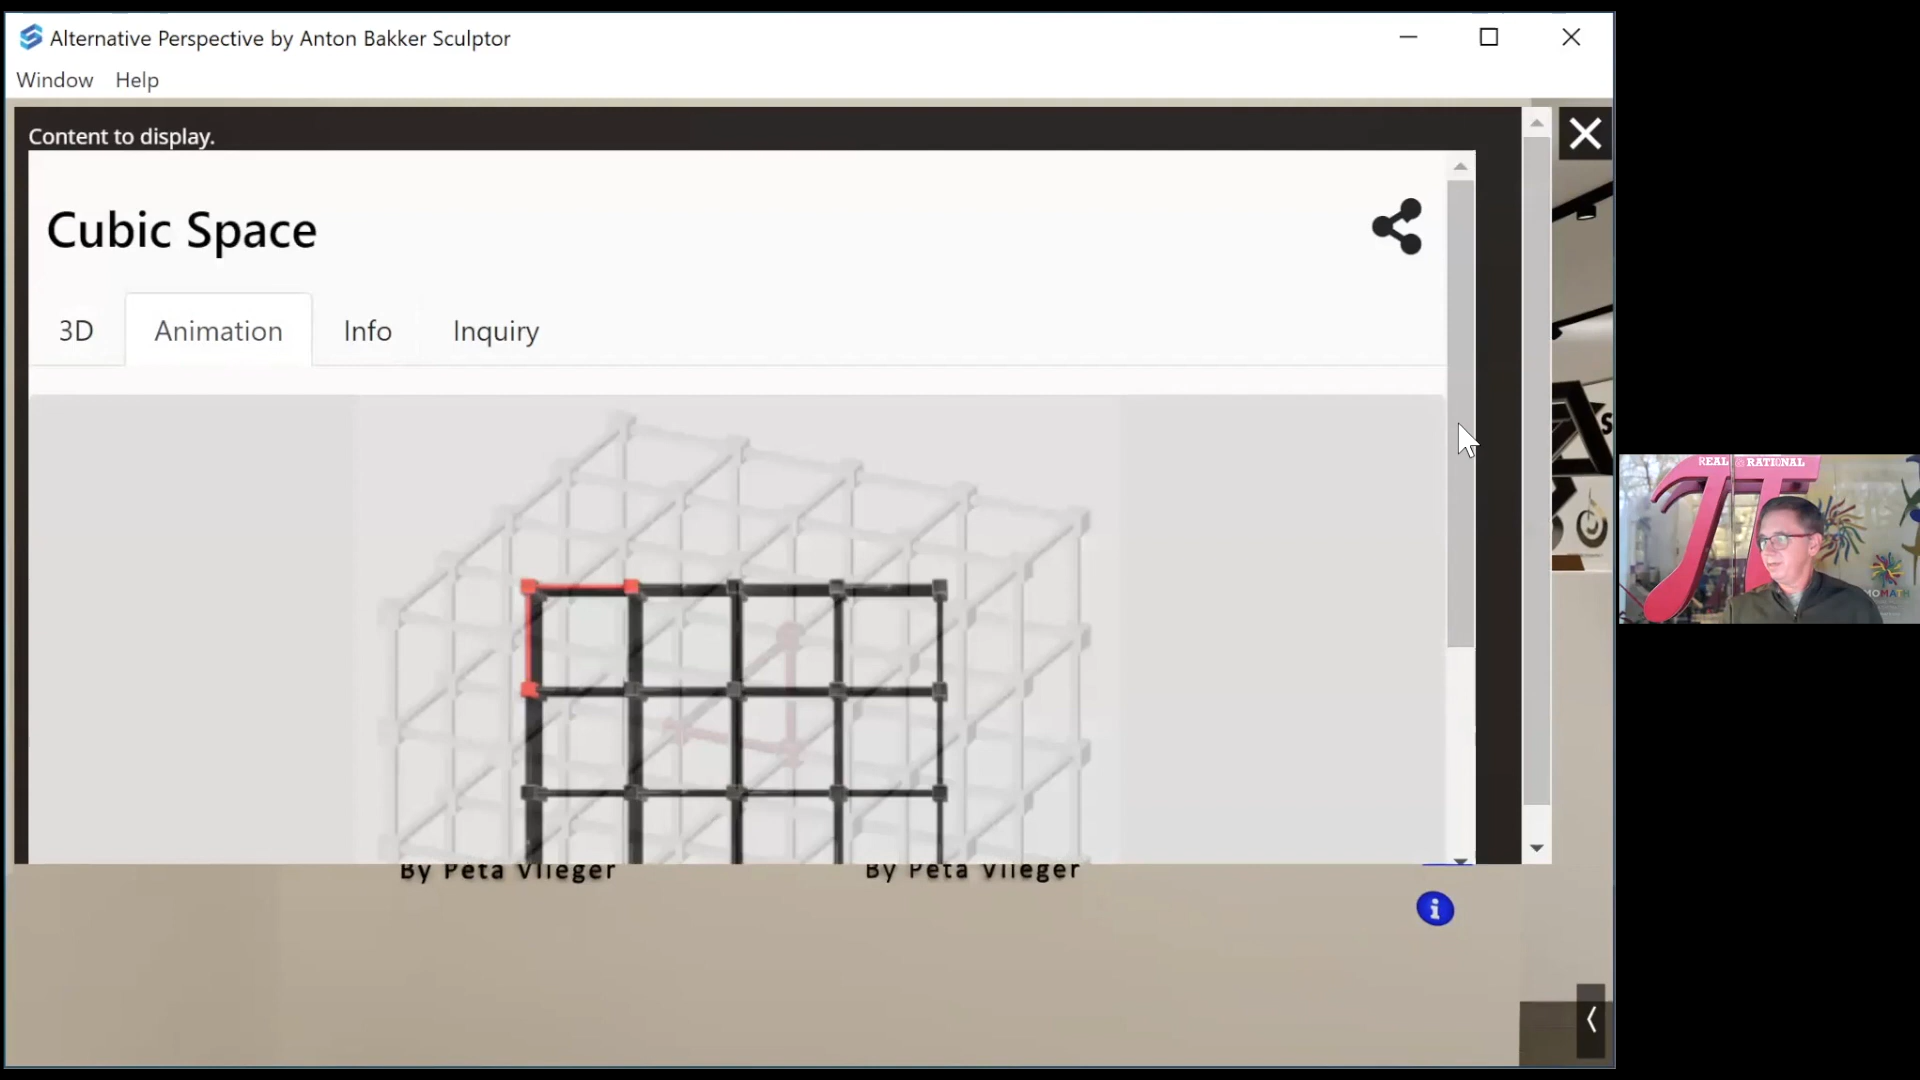 Alternative Perspective by Anton Bakker Sculptor
Window Help
Content to display.
Cubic Space
3D Animation Info Inquiry
By Peta Vlieger By Peta Vlieger
REAL RATIONAL
MOMATH